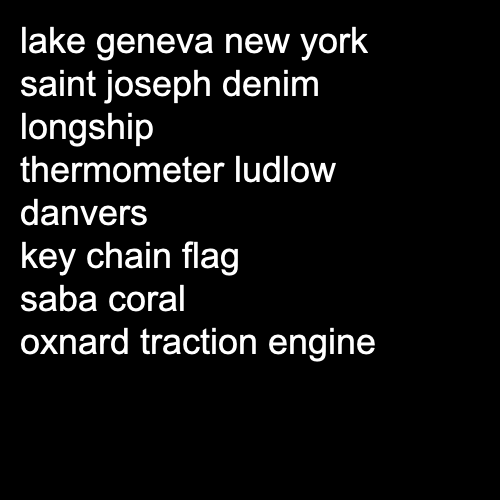 lake geneva new york
saint joseph denim
longship
thermometer ludlow
danvers
key chain flag
saba coral
oxnard traction engine